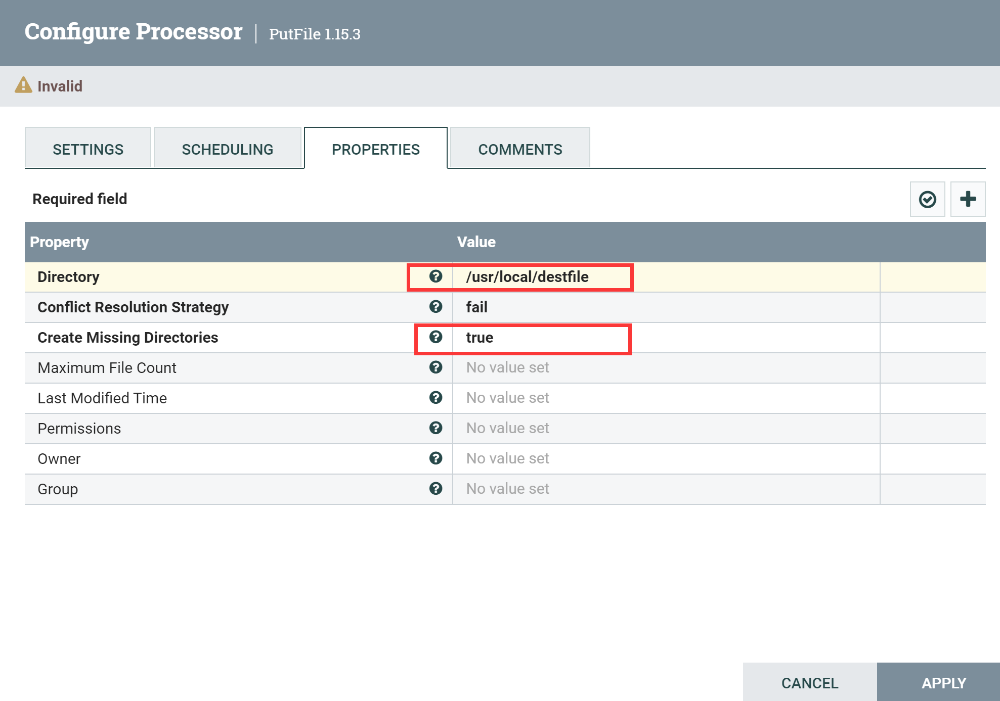 Configure Processor | PutFile 1.15.3
Invalid
SETTINGS SCHEDULING PROPERTIES COMMENTS
Required field
Property Value
Directory /usr/local/destfile
Conflict Resolution Strategy fail
Create Missing Directories true
Maximum File Count No value set
Last Modified Time No value set
Permissions No value set
Owner No value set
Group No value set
CANCEL APPLY